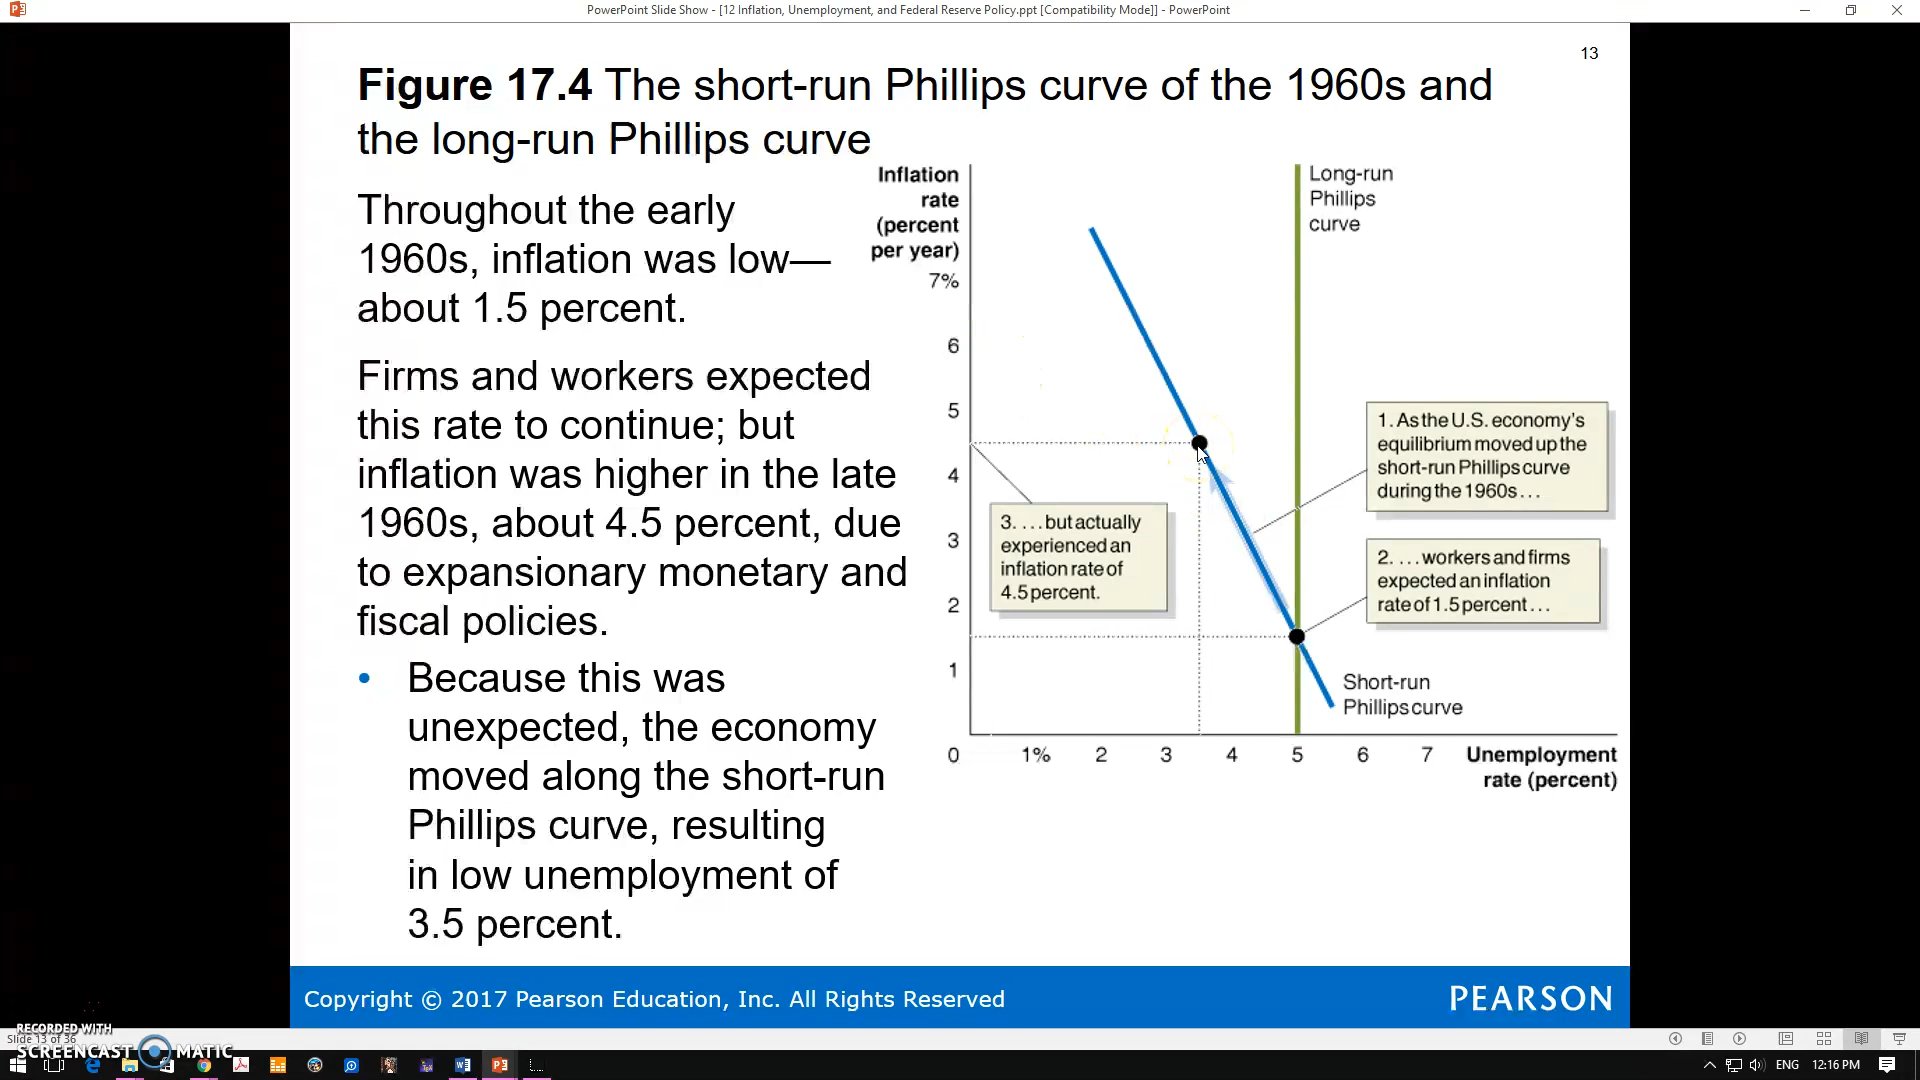 PowerPoint Slide Show - [12 Inflation, Unemployment, and Federal Reserve Policy.ppt [Compatibility Mode]] - PowerPoint
13
Figure 17.4 The short-run Phillips curve of the 1960s and
the long-run Phillips curve
Throughout the early
1960s, inflation was low—
about 1.5 percent.
Firms and workers expected
this rate to continue; but
inflation was higher in the late
1960s, about 4.5 percent, due
to expansionary monetary and
fiscal policies.
• Because this was
unexpected, the economy
moved along the short-run
Phillips curve, resulting
in low unemployment of
3.5 percent.
Inflation
rate
(percent
per year)
7%
6
5
4
3
2
1
0
1%
2
3
4
5
6
7
Unemployment
rate (percent)
Long-run
Phillips
curve
1. As the U.S. economy's
equilibrium moved up the
short-run Phillips curve
during the 1960s . . .
2. . . . workers and firms
expected an inflation
rate of 1.5 percent . . .
3. . . . but actually
experienced an
inflation rate of
4.5 percent.
Short-run
Phillips curve
Copyright © 2017 Pearson Education, Inc. All Rights Reserved
PEARSON
RECORDED WITH
SCREENCAST MATIC
Slide 13 of 36
ENG
12:16 PM